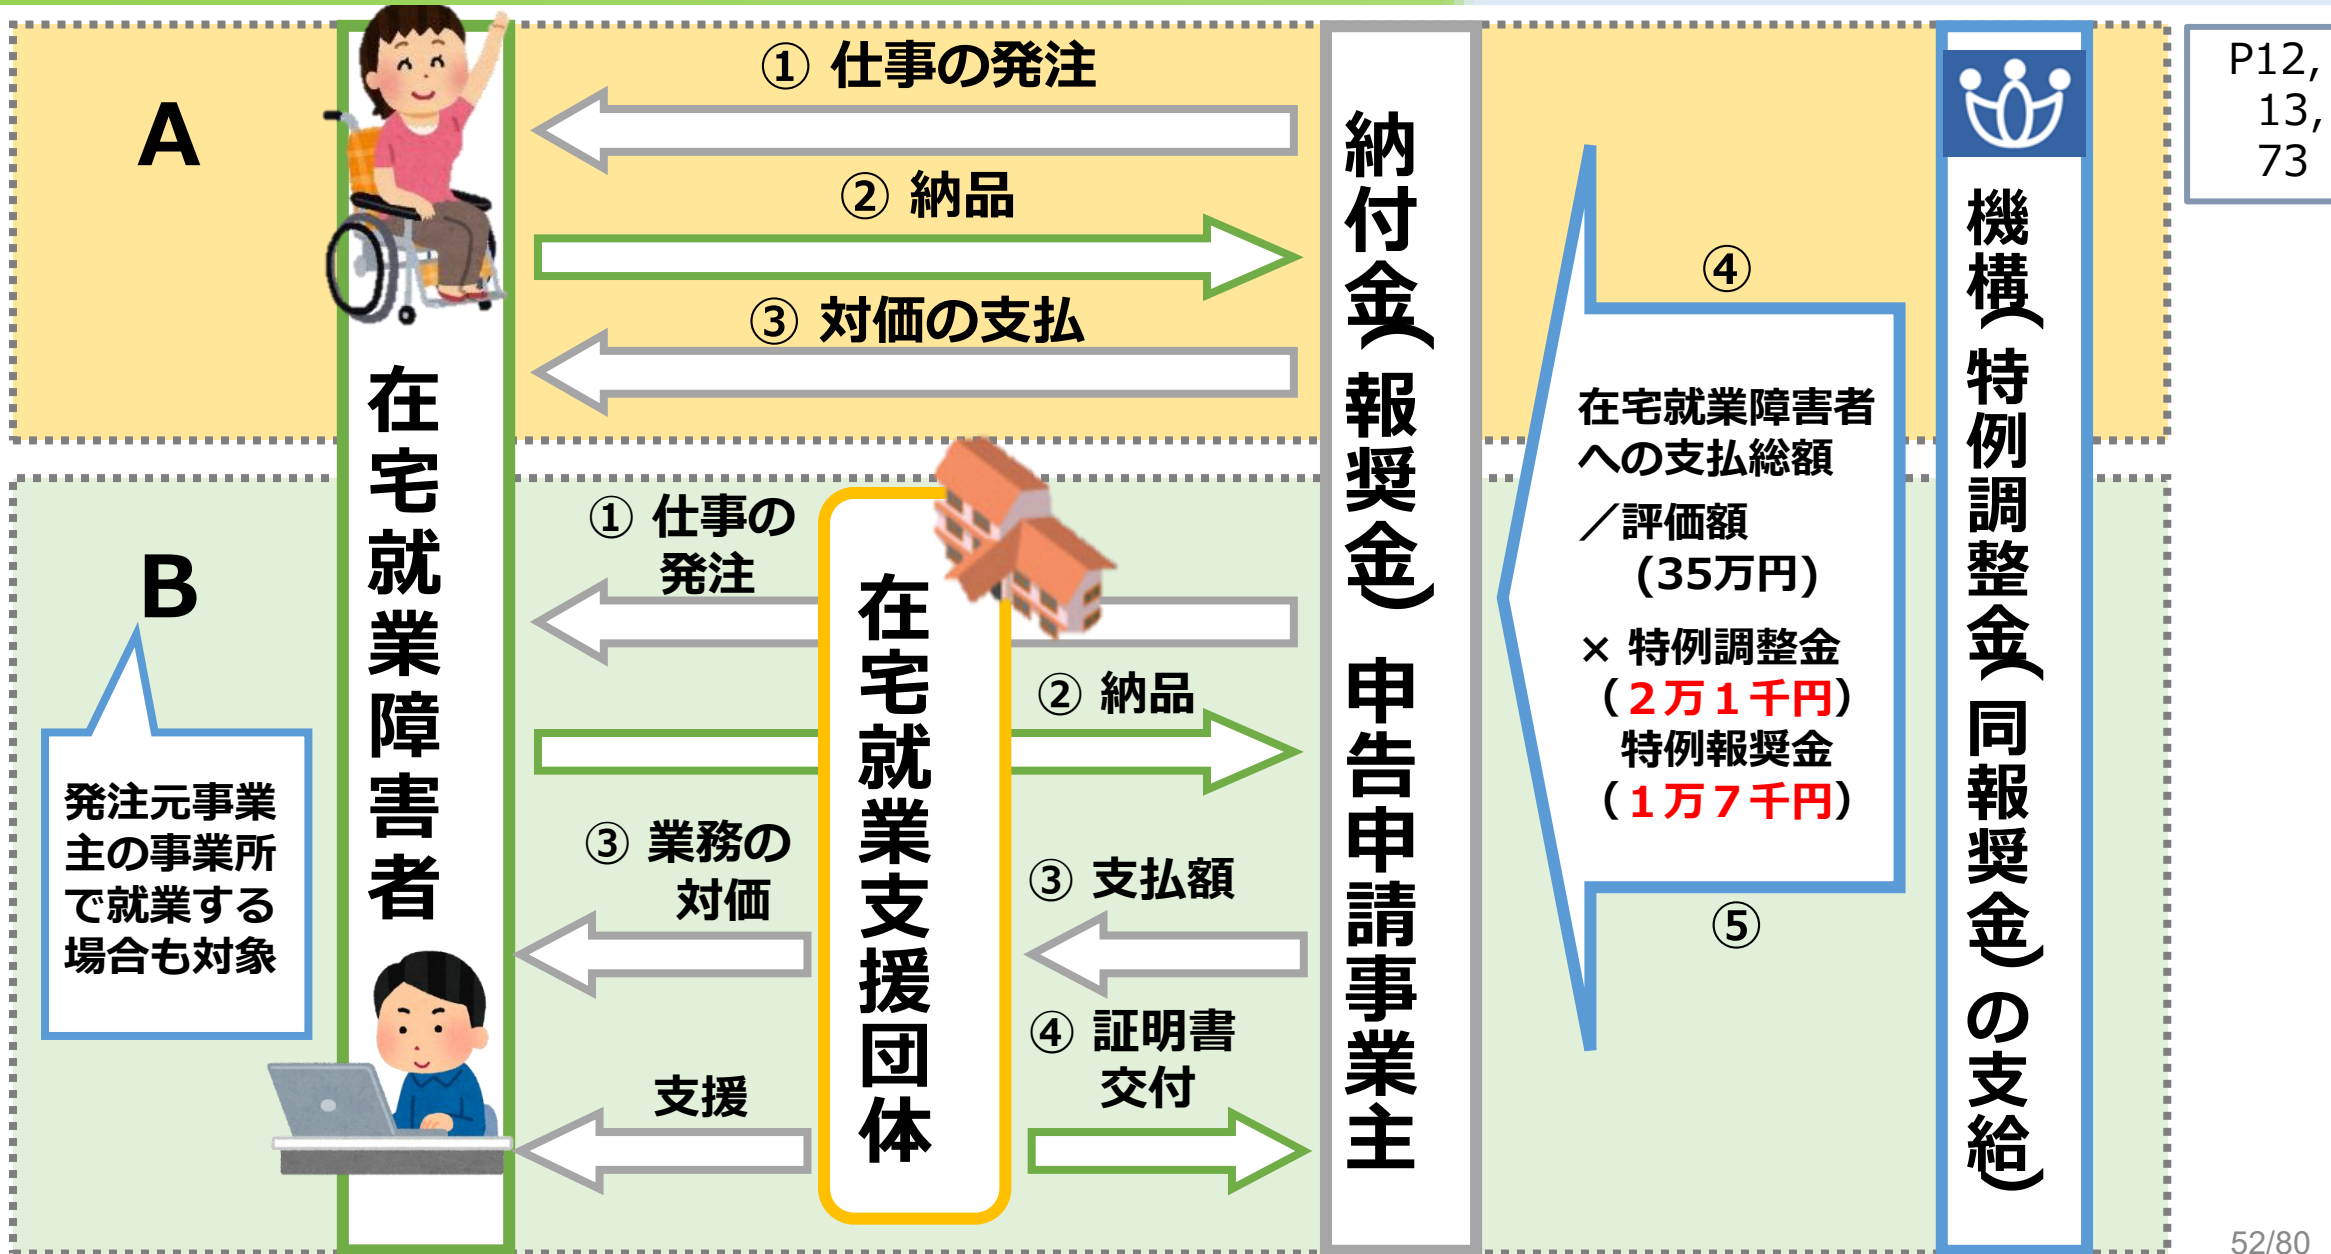 A
① 仕事の発注
② 納品
③ 対価の支払
在宅就業障害者
納付金(報奨金) 申告申請事業主
機構(特例調整金(同報奨金)の支給)
P12,
13,
73
④
在宅就業障害者
への支払総額
／評価額
(35万円)
× 特例調整金
（２万１千円）
特例報奨金
（１万７千円）
⑤
B
発注元事業
主の事業所
で就業する
場合も対象
① 仕事の
発注
在宅就業支援団体
② 納品
③ 業務の
対価
③ 支払額
④ 証明書
交付
支援
52/80